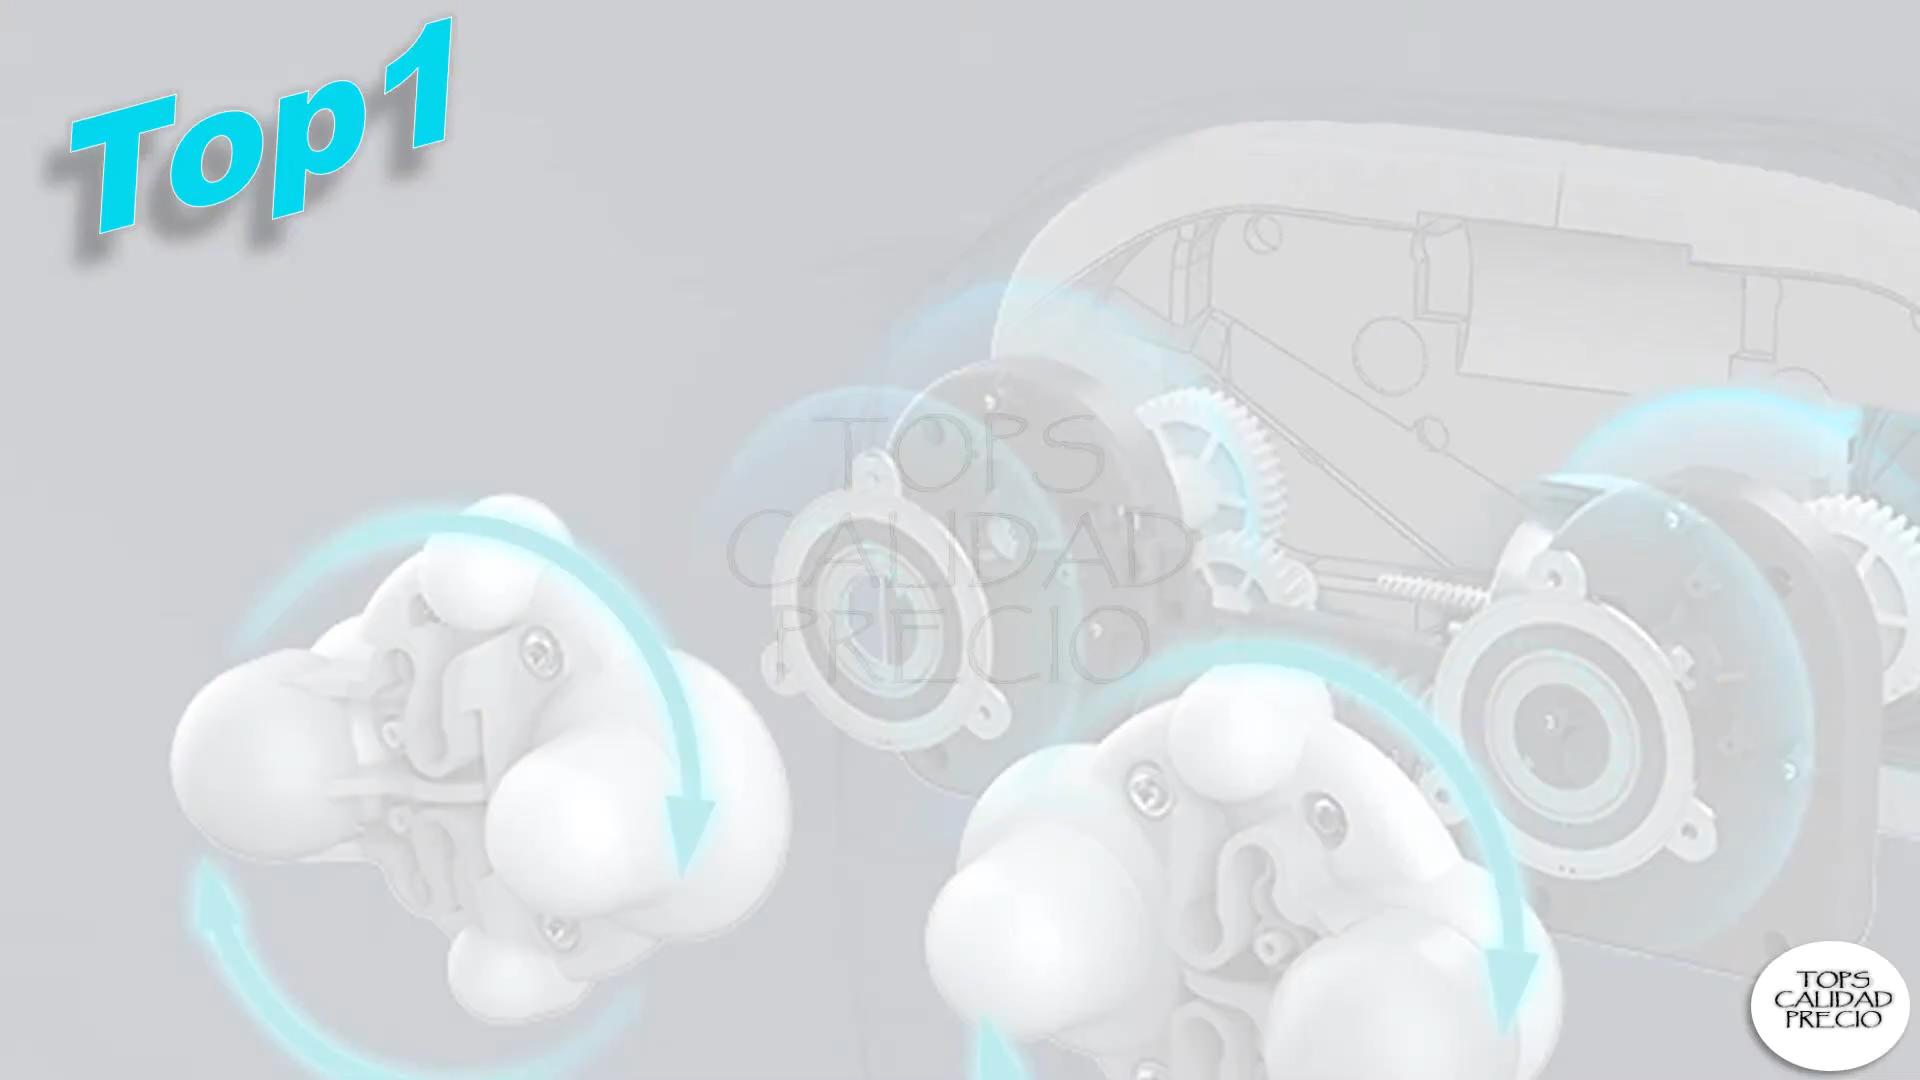 Top1
TOPS
CALIDAD
PRECIO
TOPS
CALIDAD
PRECIO